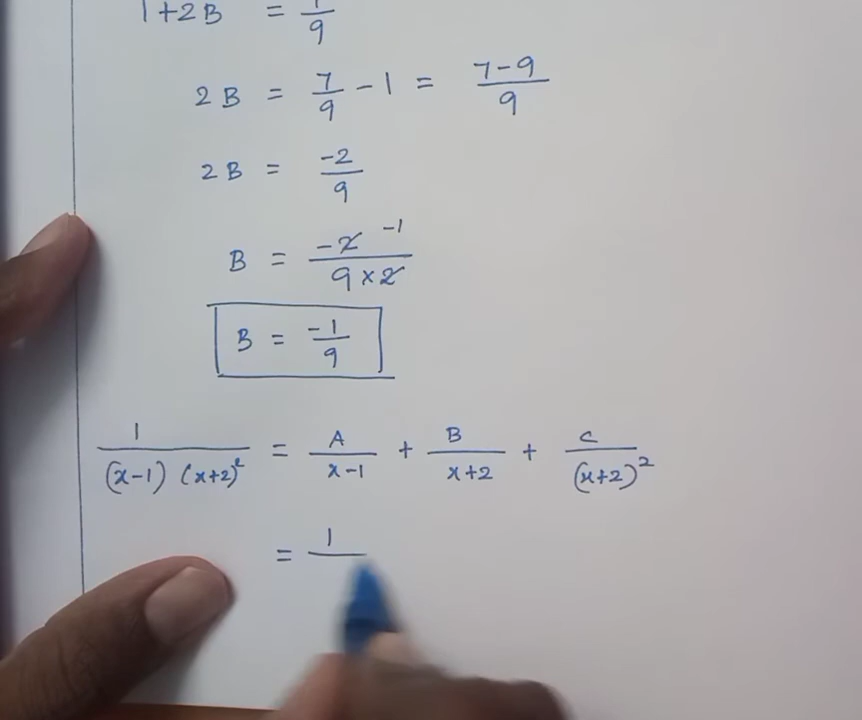 1+2B = /9
2B = 7/9 - 1 = 7-9/9
2B = -2/9
B = -2 -1/9×2
B = -1/9
1/(x-1) (x+2)² = A/x-1 + B/x+2 + C/(x+2)²
= 1/